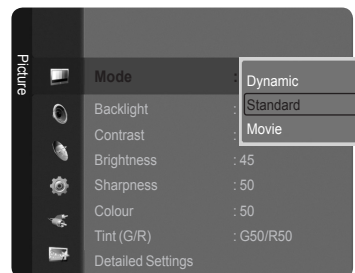 Picture
Mode :
Dynamic
Standard
Movie
Backlight :
Contrast :
Brightness : 45
Sharpness : 50
Colour : 50
Tint (G/R) : G50/R50
Detailed Settings